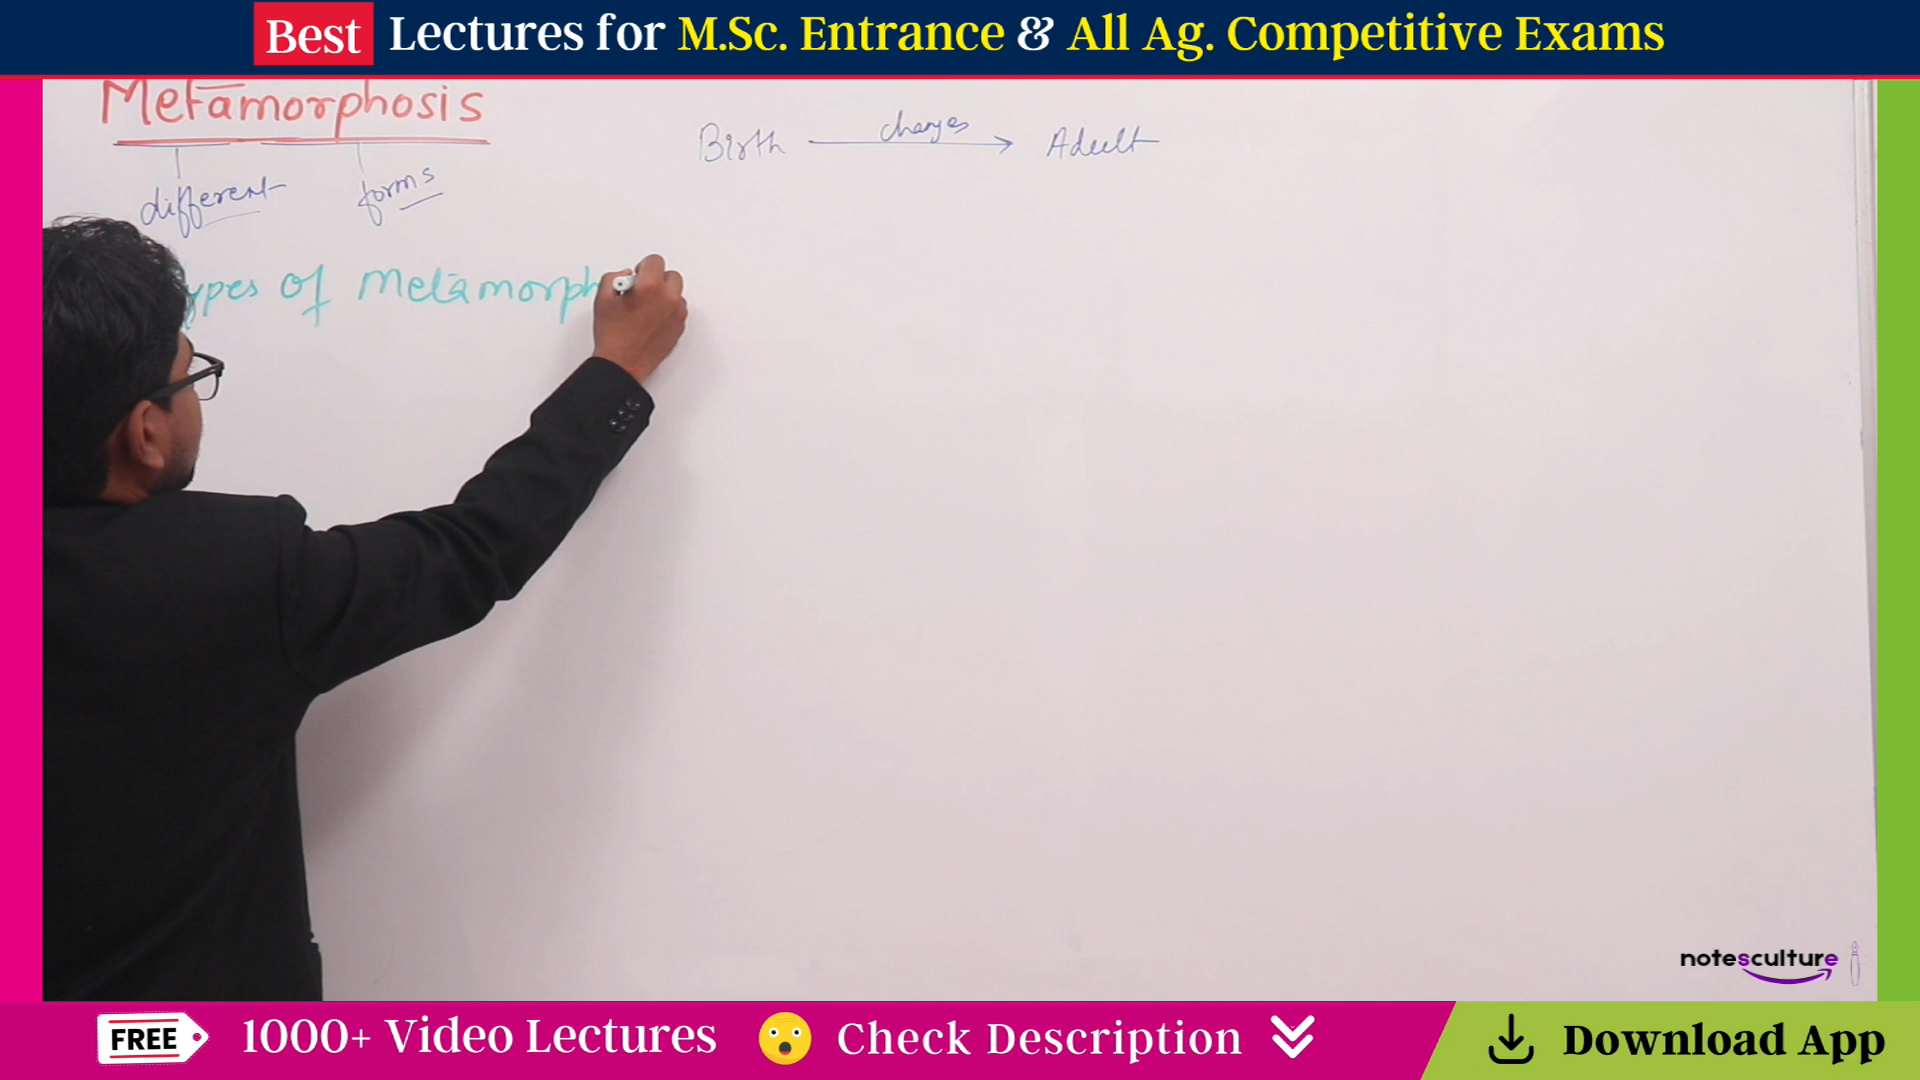 Best Lectures for M.Sc. Entrance & All Ag. Competitive Exams
Metamorphosis
Birth changes Adult
different forms
ypes of Metamorph
notesculture
FREE 1000+ Video Lectures Check Description Download App